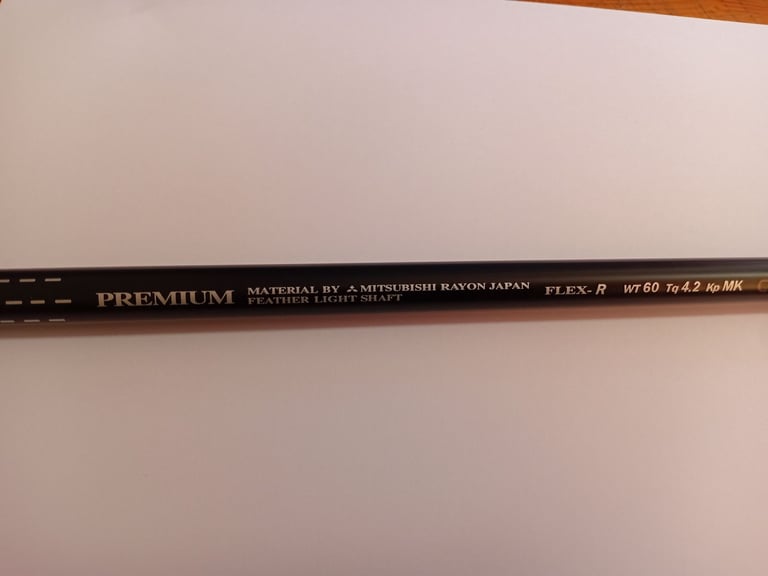 PREMIUM
MATERIAL BY MITSUBISHI RAYON JAPAN
FEATHER LIGHT SHAFT
FLEX-R WT 60 Tq 4.2 Kp MK